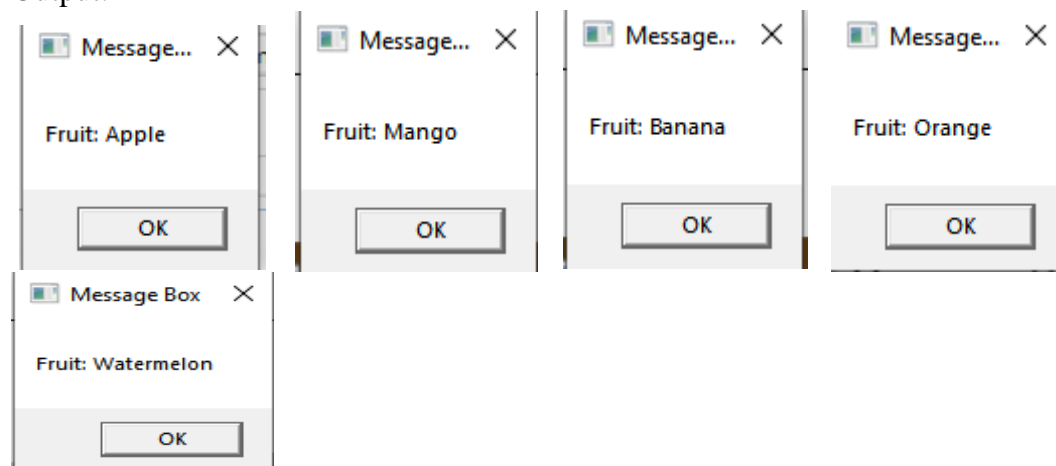 Message...
Fruit: Apple
OK
Message...
Fruit: Mango
OK
Message...
Fruit: Banana
OK
Message...
Fruit: Orange
OK
Message Box
Fruit: Watermelon
OK